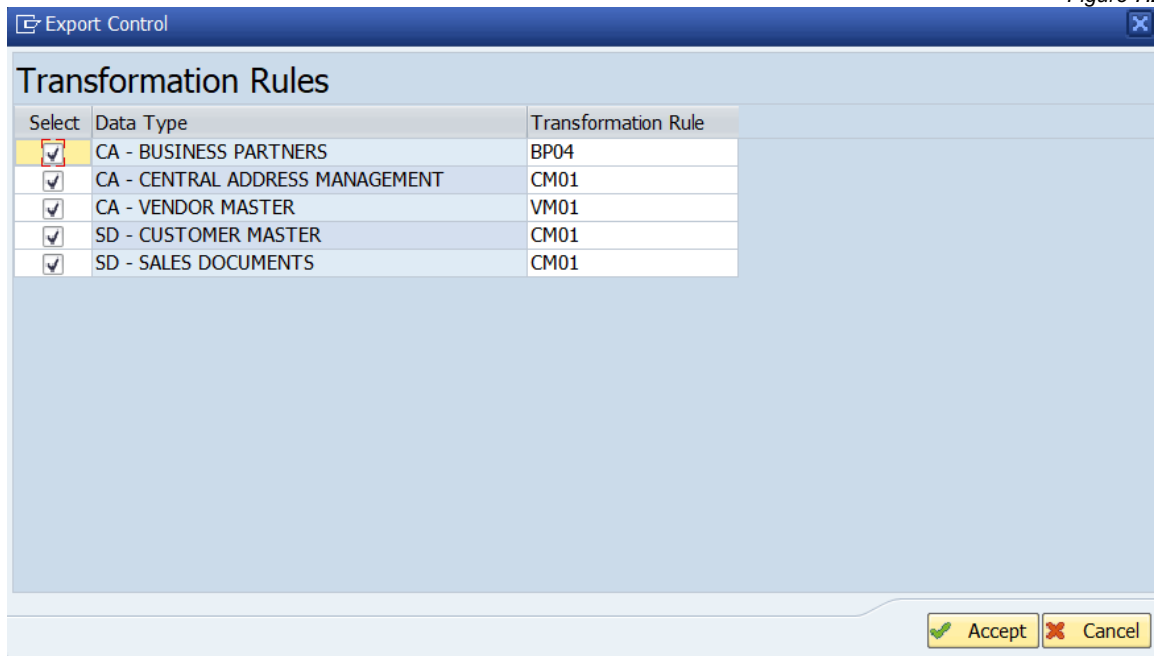 Export Control
Transformation Rules
Select Data Type Transformation Rule
CA - BUSINESS PARTNERS BP04
CA - CENTRAL ADDRESS MANAGEMENT CM01
CA - VENDOR MASTER VM01
SD - CUSTOMER MASTER CM01
SD - SALES DOCUMENTS CM01
Accept Cancel